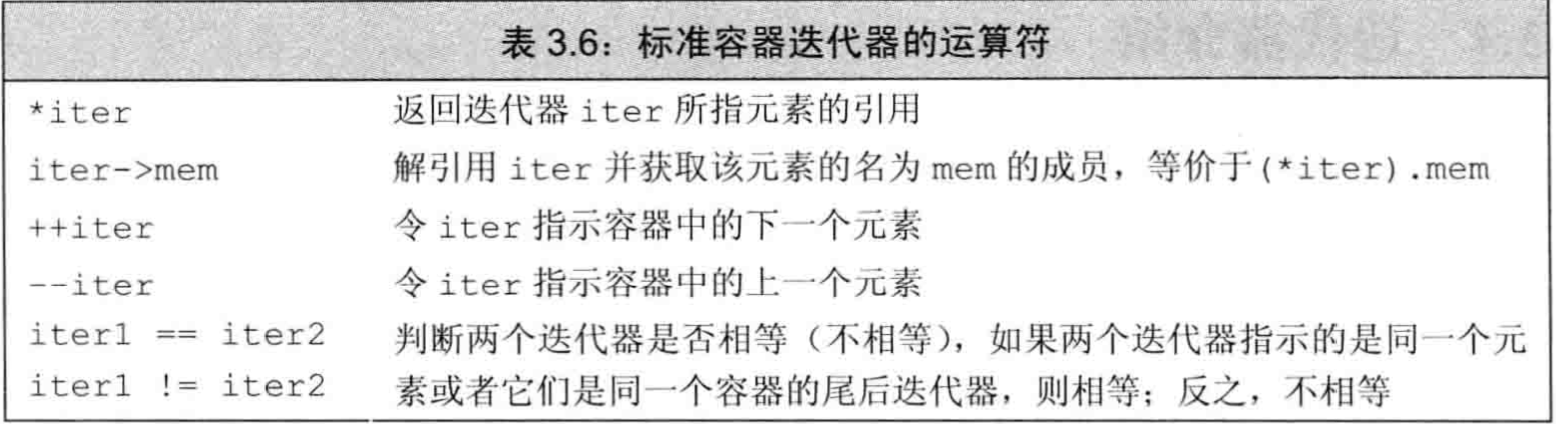 表 3.6：标准容器迭代器的运算符
*iter 返回迭代器 iter 所指元素的引用
iter->mem 解引用 iter 并获取该元素的名为 mem 的成员，等价于(*iter).mem
++iter 令 iter 指示容器中的下一个元素
--iter 令 iter 指示容器中的上一个元素
iter1 == iter2 判断两个迭代器是否相等（不相等），如果两个迭代器指示的是同一个元
iter1 != iter2 素或者它们是同一个容器的尾后迭代器，则相等；反之，不相等